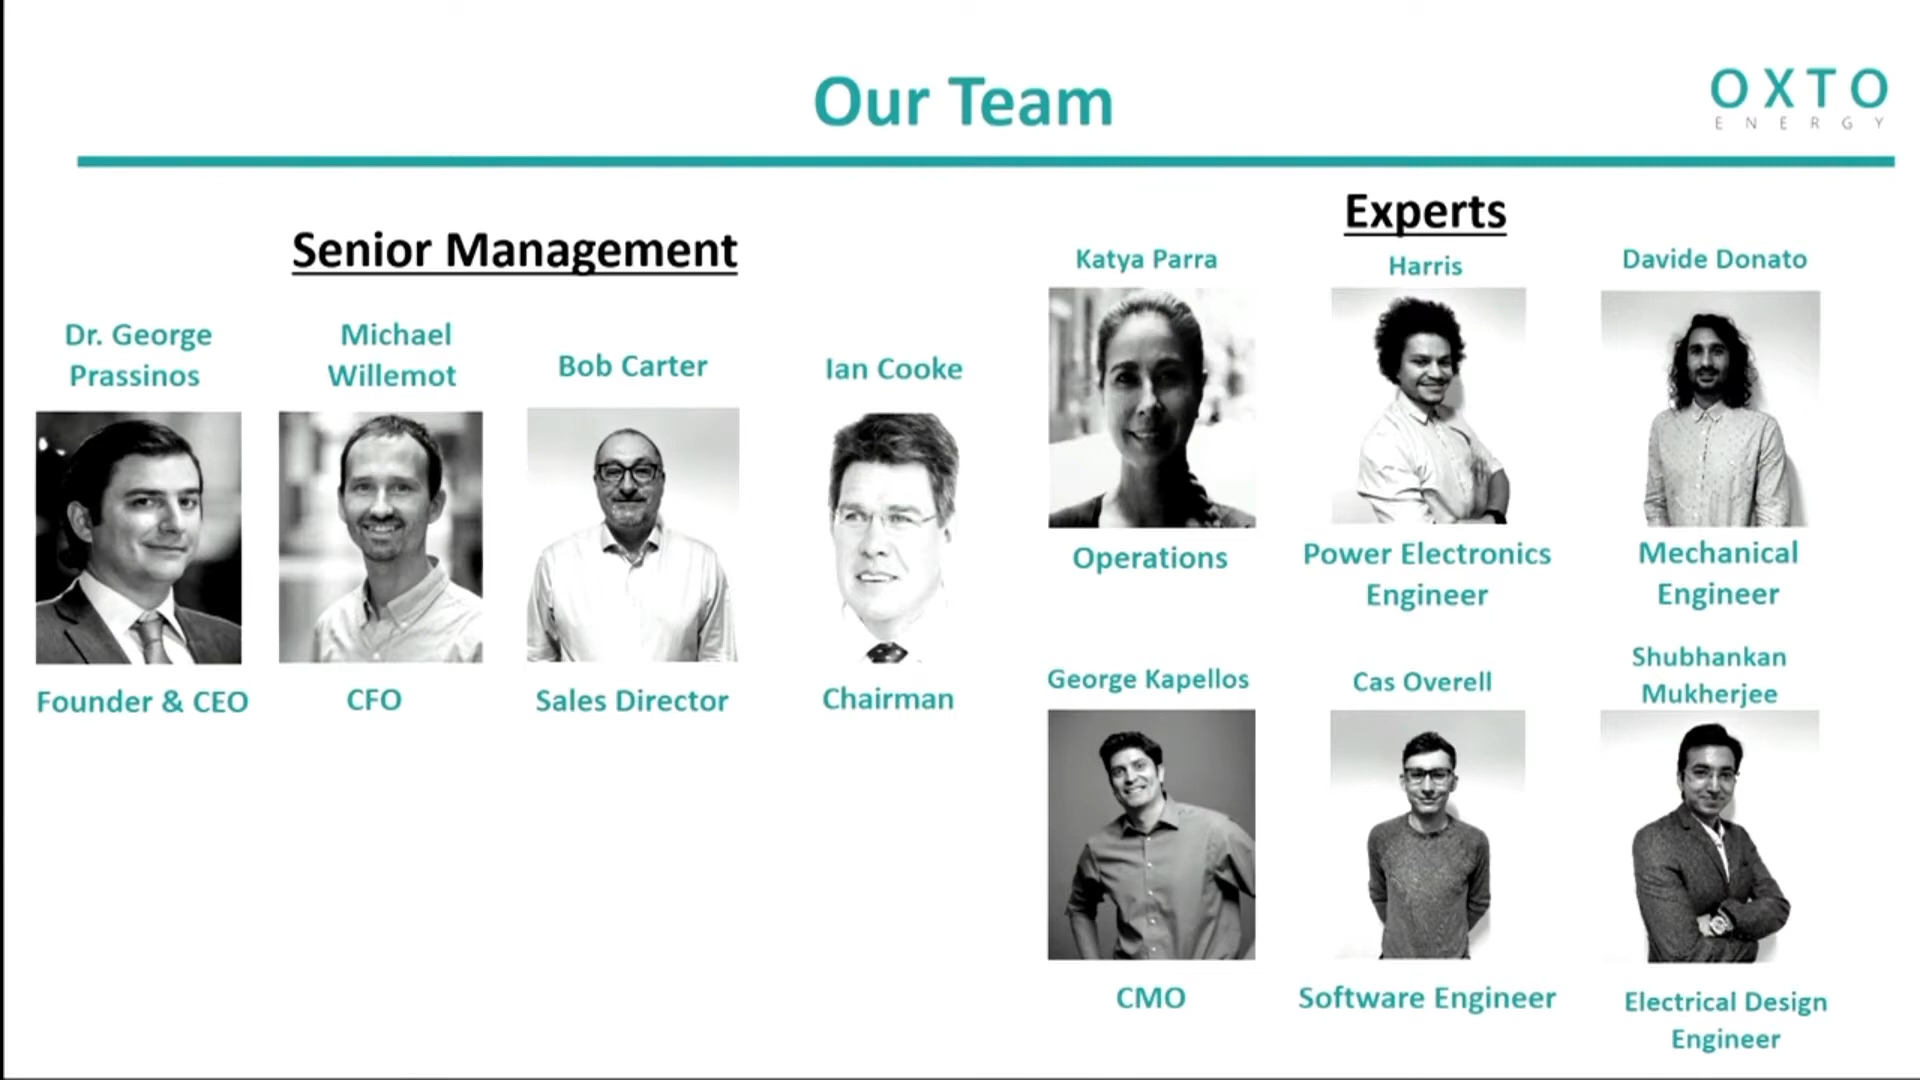 Our Team
OXTO
ENERGY
Senior Management
Dr. George
Prassinos
Founder & CEO
Michael
Willemot
CFO
Bob Carter
Sales Director
Ian Cooke
Chairman
Experts
Katya Parra
Operations
Harris
Power Electronics
Engineer
Davide Donato
Mechanical
Engineer
George Kapellos
CMO
Cas Overell
Software Engineer
Shubhankan
Mukherjee
Electrical Design
Engineer